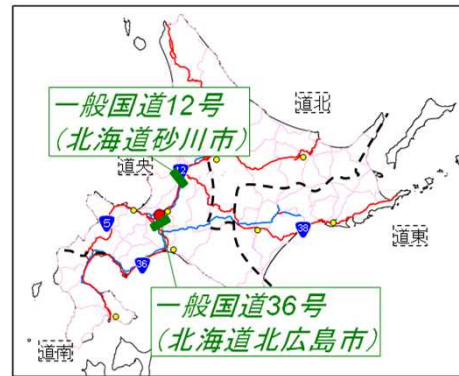 一般国道12号
（北海道砂川市）
道北
道央
12
5
38
道東
36
一般国道36号
（北海道北広島市）
道南